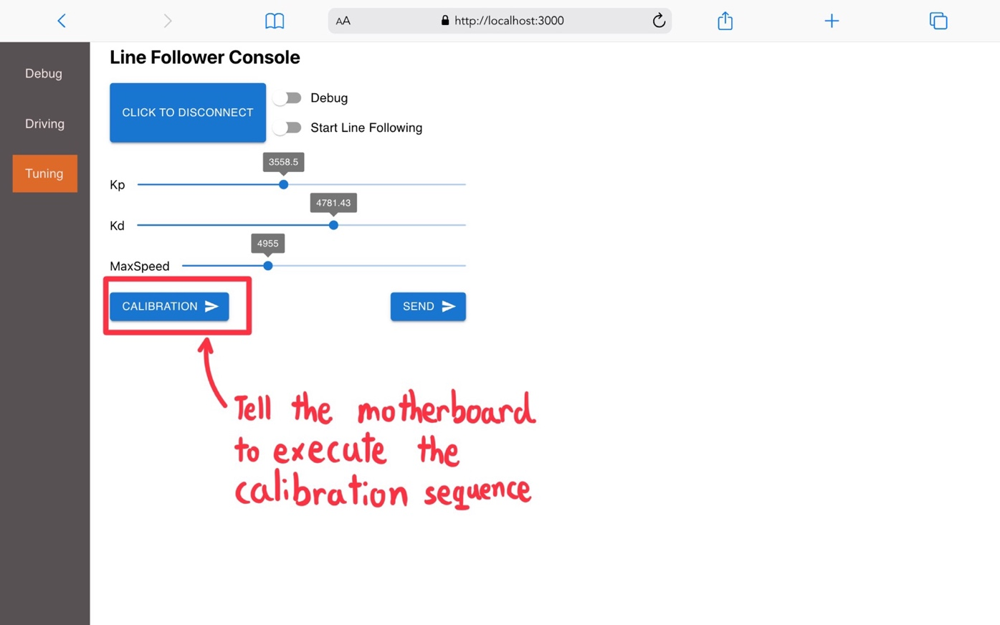 AA http://localhost:3000
Line Follower Console
Debug
Driving
Tuning
CLICK TO DISCONNECT
Debug
Start Line Following
3558.5
Kp
4781.43
Kd
4955
MaxSpeed
CALIBRATION
SEND
Tell the motherboard
to execute the
calibration sequence